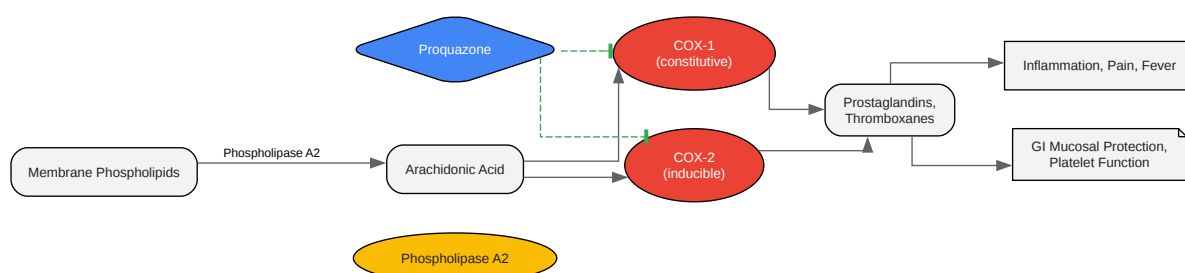 Proquazone
COX-1
(constitutive)
Inflammation, Pain, Fever
Prostaglandins,
Thromboxanes
Phospholipase A2
Membrane Phospholipids
Arachidonic Acid
COX-2
(inducible)
GI Mucosal Protection,
Platelet Function
Phospholipase A2